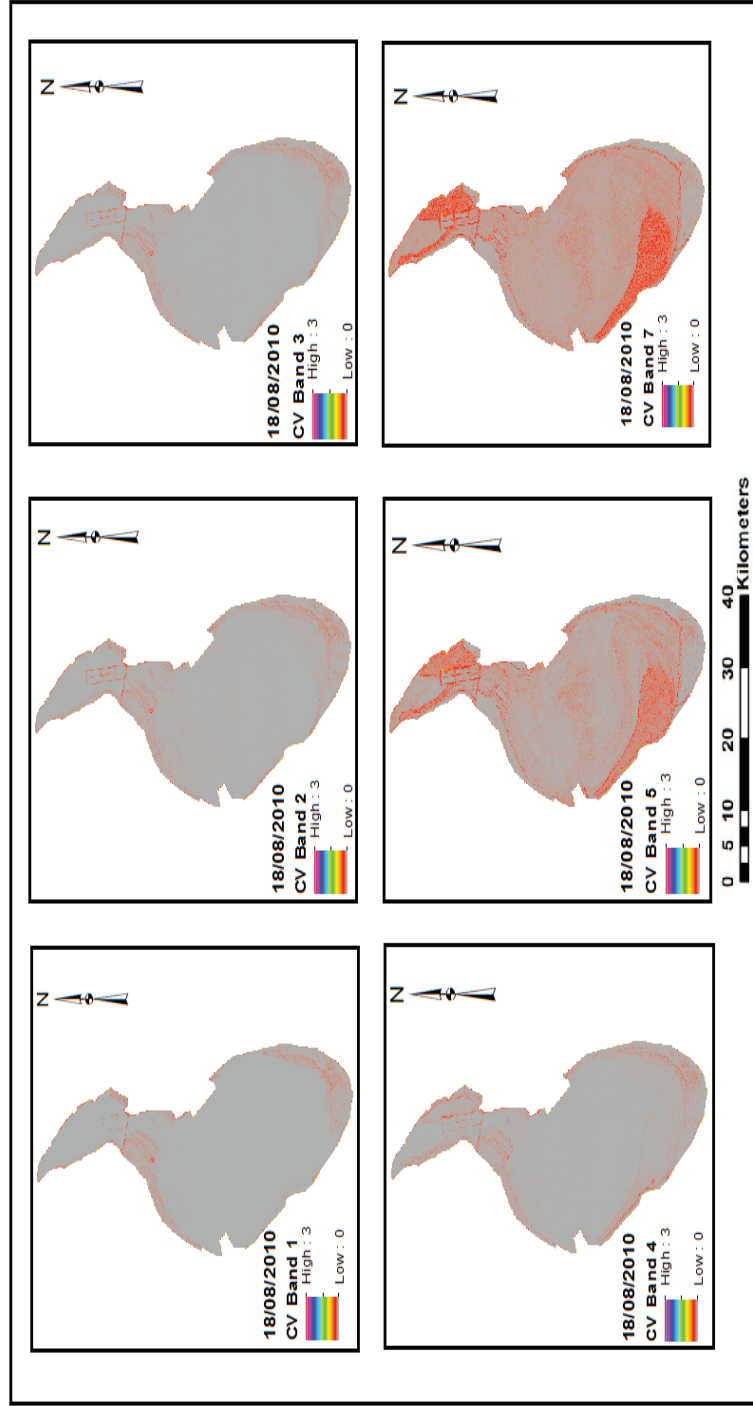 N
18/08/2010
CV Band 1
High : 3
Low : 0
N
18/08/2010
CV Band 2
High : 3
Low : 0
N
18/08/2010
CV Band 3
High : 3
Low : 0
N
18/08/2010
CV Band 4
High : 3
Low : 0
N
18/08/2010
CV Band 5
High : 3
Low : 0
N
18/08/2010
CV Band 7
High : 3
Low : 0
0 5 10 20 30 40
Kilometers